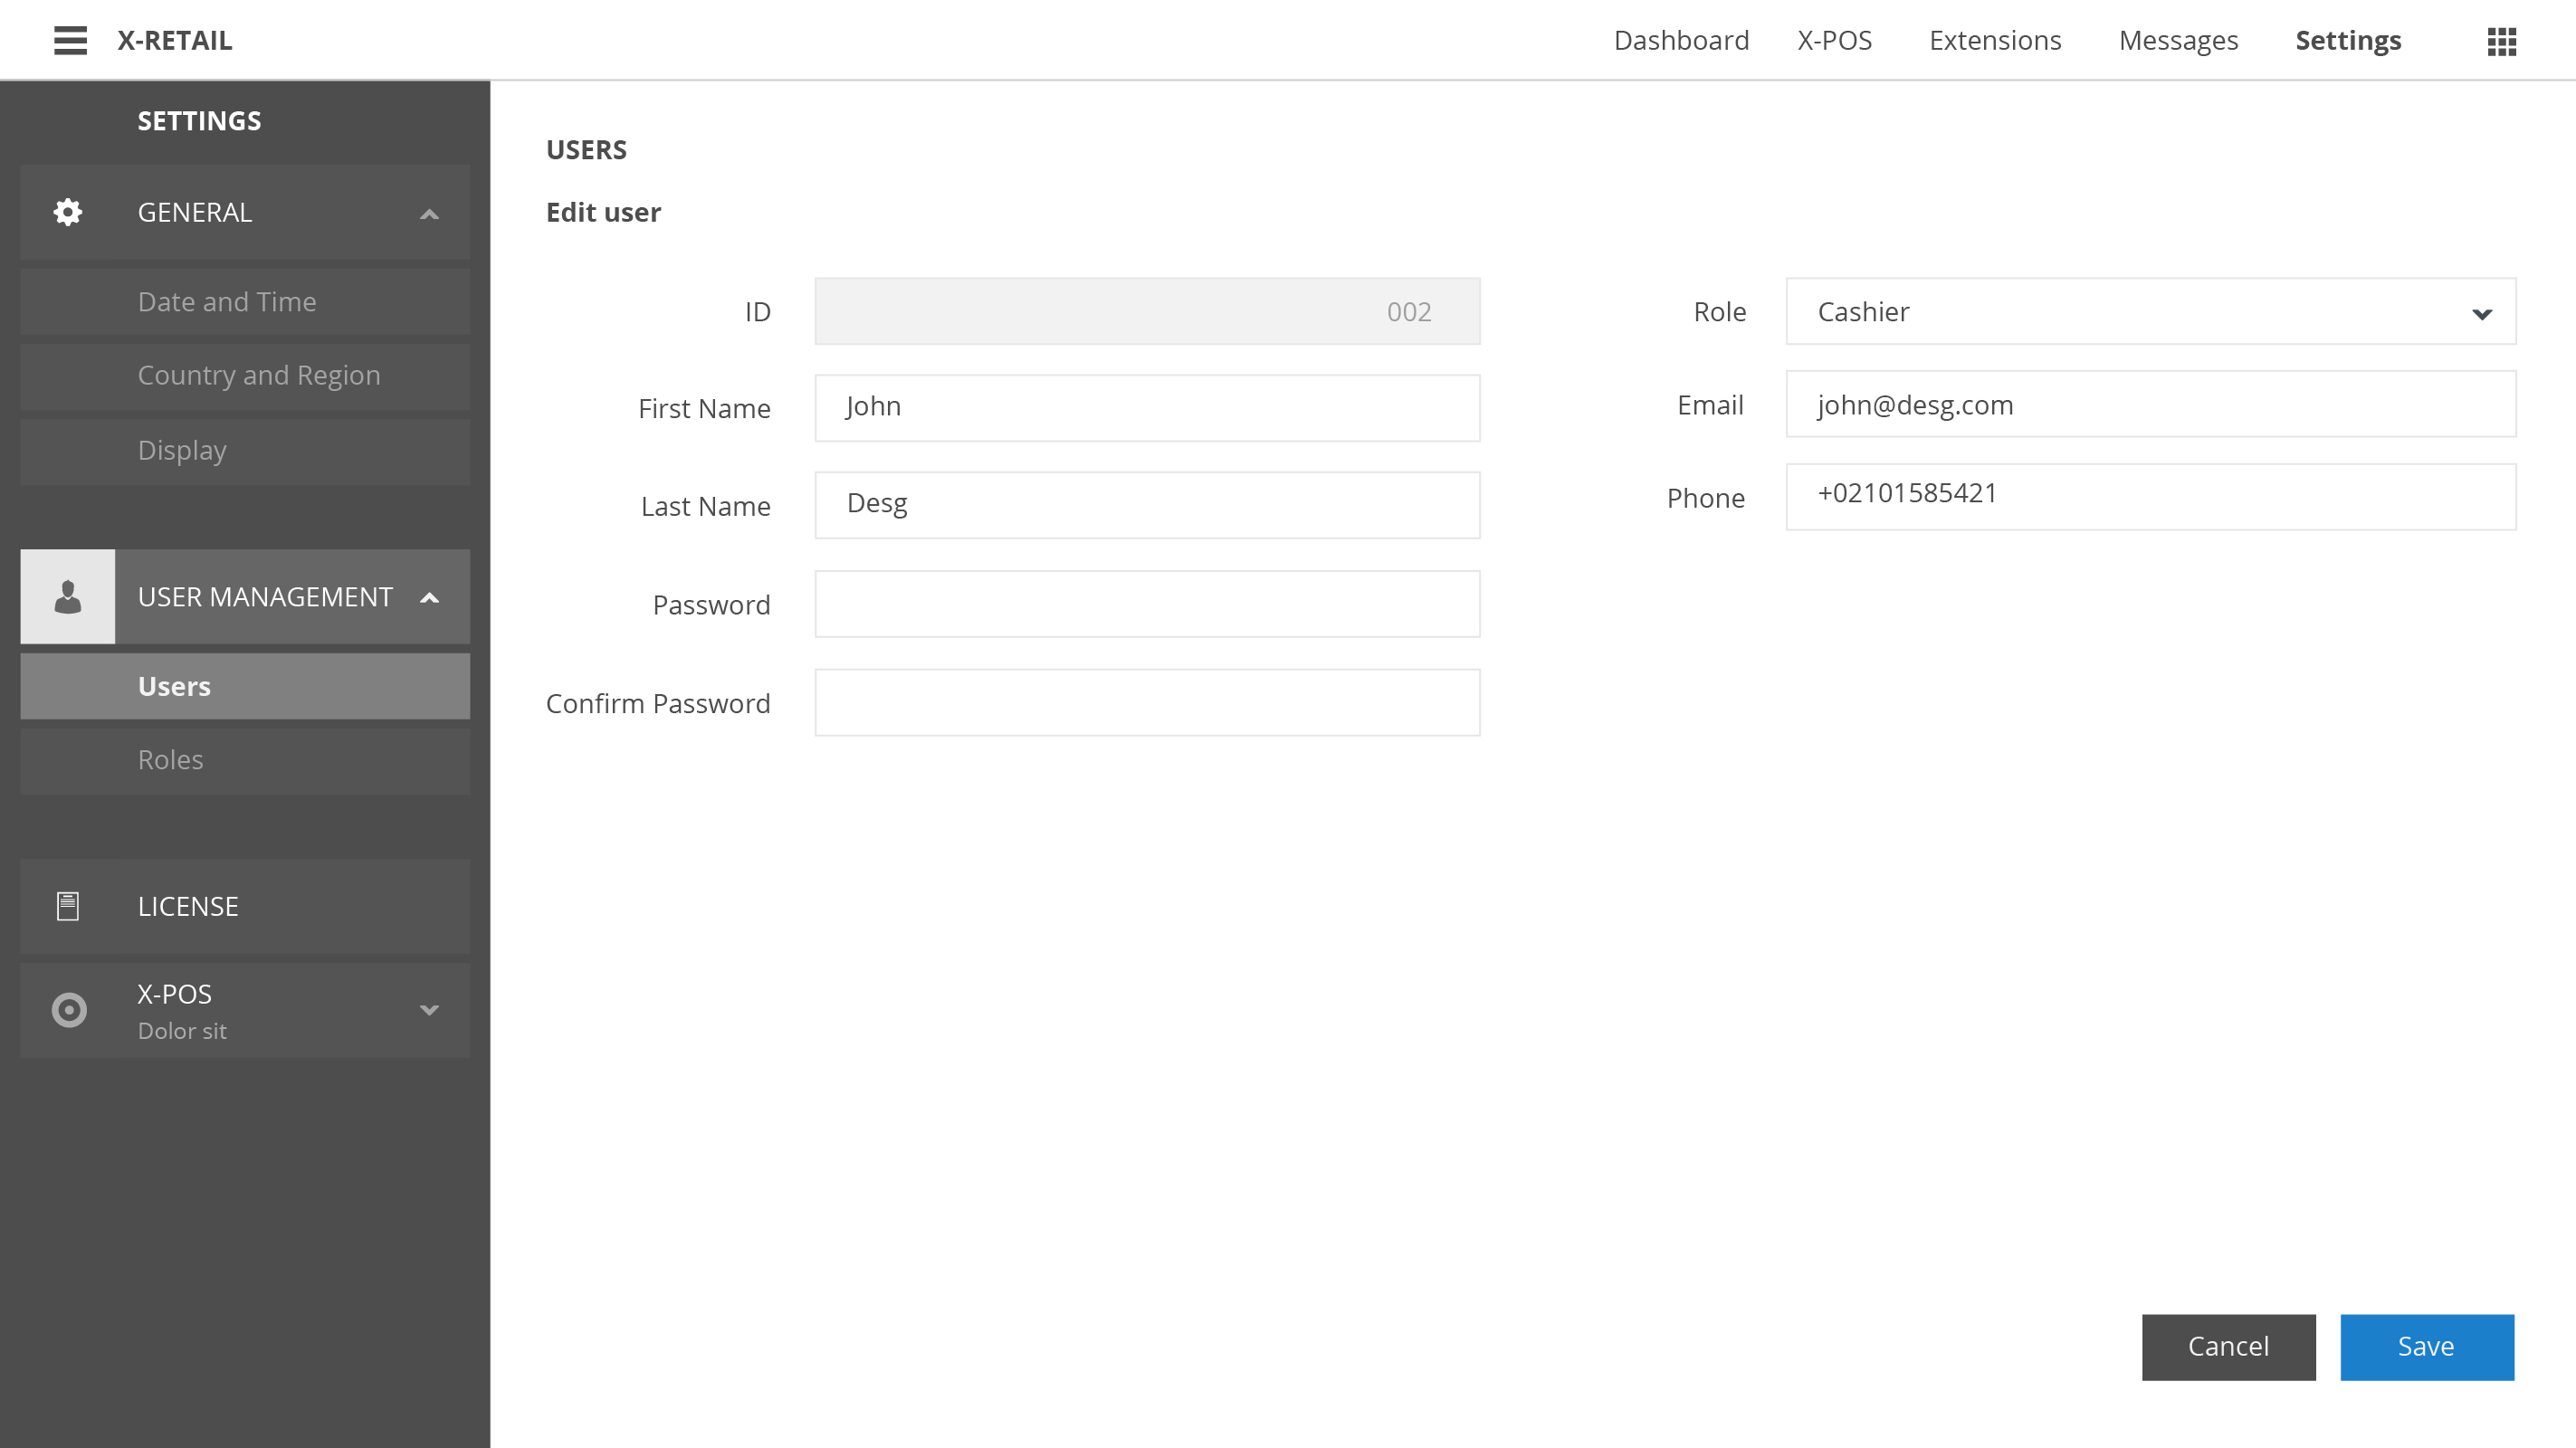 X-RETAIL
Dashboard
X-POS
Extensions
Messages
Settings
SETTINGS
GENERAL
Date and Time
Country and Region
Display
USER MANAGEMENT
Users
Roles
LICENSE
X-POS
Dolor sit
USERS
Edit user
ID
002
First Name
John
Last Name
Desg
Password
Confirm Password
Role
Cashier
Email
john@desg.com
Phone
+02101585421
Cancel
Save